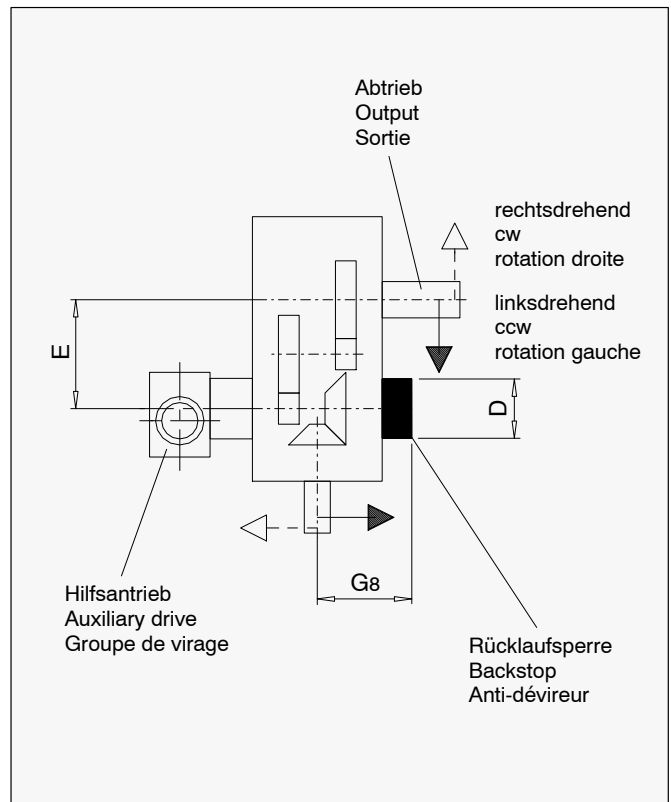 Abtrieb
Output
Sortie
rechtsdrehend
cw
rotation droite
linksdrehend
ccw
rotation gauche
E
D
G8
Hilfsantrieb
Auxiliary drive
Groupe de virage
Rücklaufsperre
Backstop
Anti-dévireur